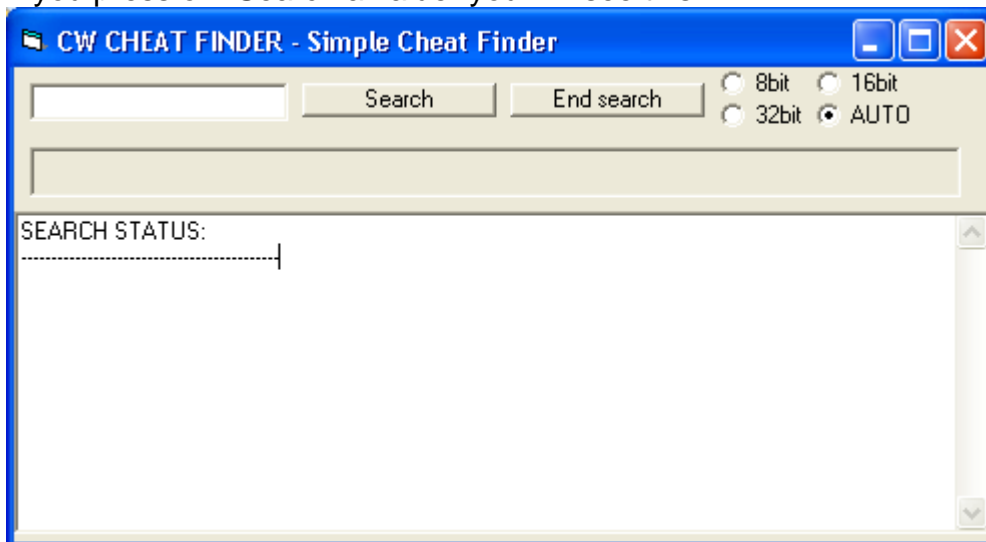 CW CHEAT FINDER - Simple Cheat Finder
Search End search 8bit 16bit
32bit AUTO
SEARCH STATUS:
-------------------------------------------